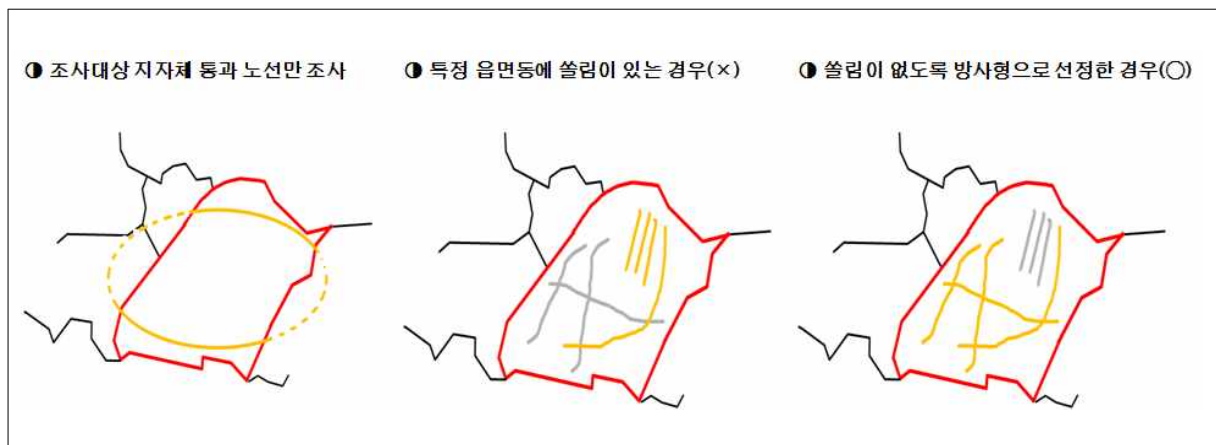 ◑ 조사대상 지자체 통과 노선만 조사
◑ 특정 읍면동에 쏠림이 있는 경우(×)
◑ 쏠림이 없도록 방사형으로 선정한 경우(○)